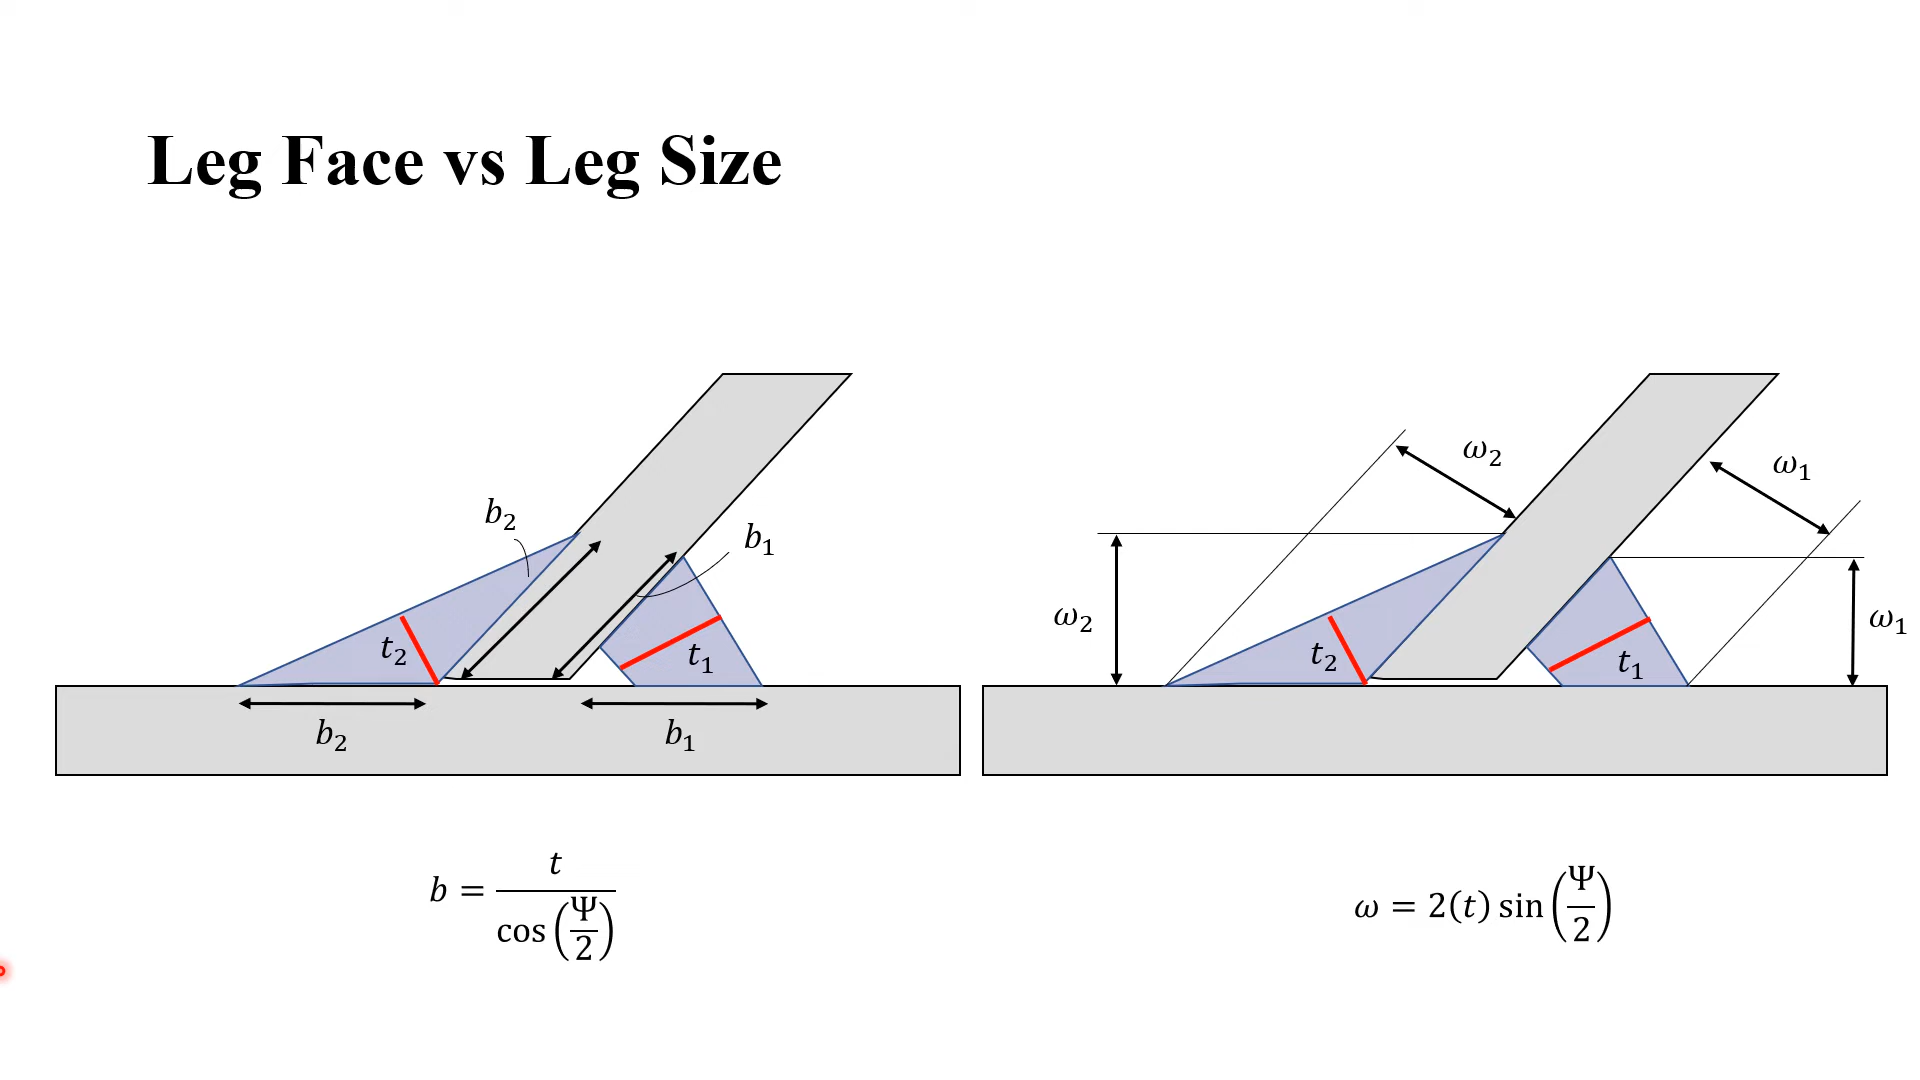 Leg Face vs Leg Size
b₂
b₁
t₂
t₁
b₂
b₁
ω₂
ω₁
ω₂
ω₁
t₂
t₁
b = t / cos(Ψ/2)
ω = 2(t) sin(Ψ/2)